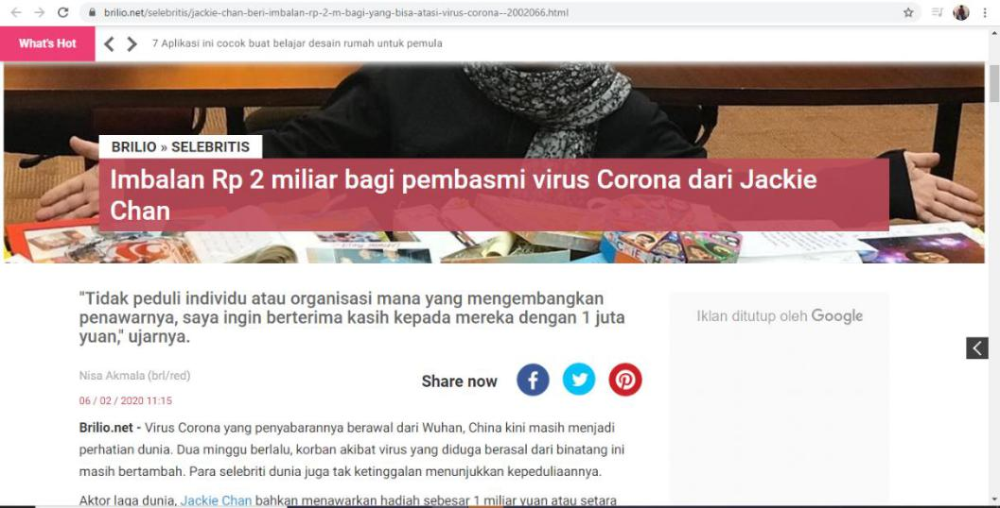 brilio.net/selebritis/jackie-chan-beri-imbalan-rp-2-m-bagi-yang-bisa-atasi-virus-corona--2002066.html
What's Hot
7 Aplikasi ini cocok buat belajar desain rumah untuk pemula
BRILIO » SELEBRITIS
Imbalan Rp 2 miliar bagi pembasmi virus Corona dari Jackie
Chan
"Tidak peduli individu atau organisasi mana yang mengembangkan
penawarnya, saya ingin berterima kasih kepada mereka dengan 1 juta
yuan," ujarnya.
Iklan ditutup oleh Google
Nisa Akmala (brl/red)
Share now
06 / 02 / 2020 11:15
Brilio.net - Virus Corona yang penyabarannya berawal dari Wuhan, China kini masih menjadi
perhatian dunia. Dua minggu berlalu, korban akibat virus yang diduga berasal dari binatang ini
masih bertambah. Para selebriti dunia juga tak ketinggalan menunjukkan kepeduliaannya.
Aktor laga dunia, Jackie Chan bahkan menawarkan hadiah sebesar 1 miliar yuan atau setara